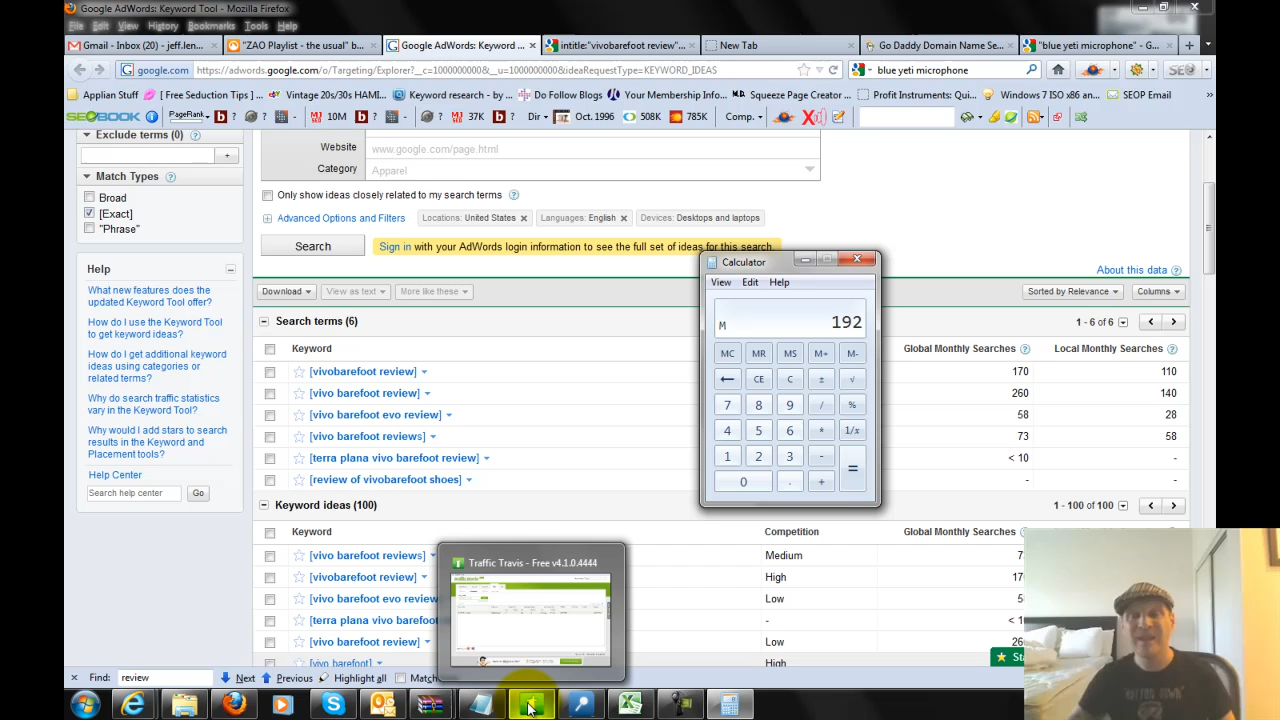 Google AdWords: Keyword Tool - Mozilla Firefox
File Edit View History Bookmarks Tools Help
Gmail - Inbox (20) - jeff.len... "ZAO Playlist - the usual" b... Google AdWords: Keyword ... intitle:"vivobarefoot review"... New Tab Go Daddy Domain Name Se... "blue yeti microphone" - G...
google.com https://adwords.google.com/o/Targeting/Explorer?__c=1000000000&__u=1000000000&ideaRequestType=KEYWORD_IDEAS blue yeti microphone SEO
Applian Stuff [ Free Seduction Tips ] Vintage 20s/30s HAMI... Keyword research - by ... Do Follow Blogs Your Membership Info... Squeeze Page Creator ... Profit Instruments: Qu... Windows 7 ISO x86 an... SEOP Email
SEOBOOK PageRank 10M 37K Dir Oct. 1996 508K 785K Comp.
Exclude terms (0)
Website www.google.com/page.html
Match Types
Category Apparel
Broad
Only show ideas closely related to my search terms
[Exact]
Advanced Options and Filters Locations: United States Languages: English Devices: Desktops and laptops
"Phrase"
Search Sign in with your AdWords login information to see the full set of ideas for this search.
Help
About this data
What new features does the
updated Keyword Tool offer?
How do I use the Keyword Tool
to get keyword ideas?
How do I get additional keyword
ideas using categories or
related terms?
Why do search traffic statistics
vary in the Keyword Tool?
Why would I add stars to search
results in the Keyword and
Placement tools?
Help Center
Search help center Go
Download View as text More like these Sorted by Relevance Columns
Search terms (6) 1 - 6 of 6
Keyword Global Monthly Searches Local Monthly Searches
[vivobarefoot review] 170 110
[vivo barefoot review] 260 140
[vivo barefoot evo review] 58 28
[vivo barefoot reviews] 73 58
[terra plana vivo barefoot review] < 10 -
[review of vivobarefoot shoes] - -
Keyword ideas (100) 1 - 100 of 100
Keyword Competition Global Monthly Searches Local Monthly Searches
[vivo barefoot reviews] Medium
[vivobarefoot review] High
[vivo barefoot evo Low
[terra plana vivo barefoot -
[vivo barefoot review] Low
[vivo barefoot] High
Calculator
View Edit Help
M 192
MC MR MS M+ M-
← CE C ± √
7 8 9 / %
4 5 6 * 1/x
1 2 3 - =
0 . +
Traffic Travis - Free v4.1.0.4444
Find: review Next Previous Highlight all